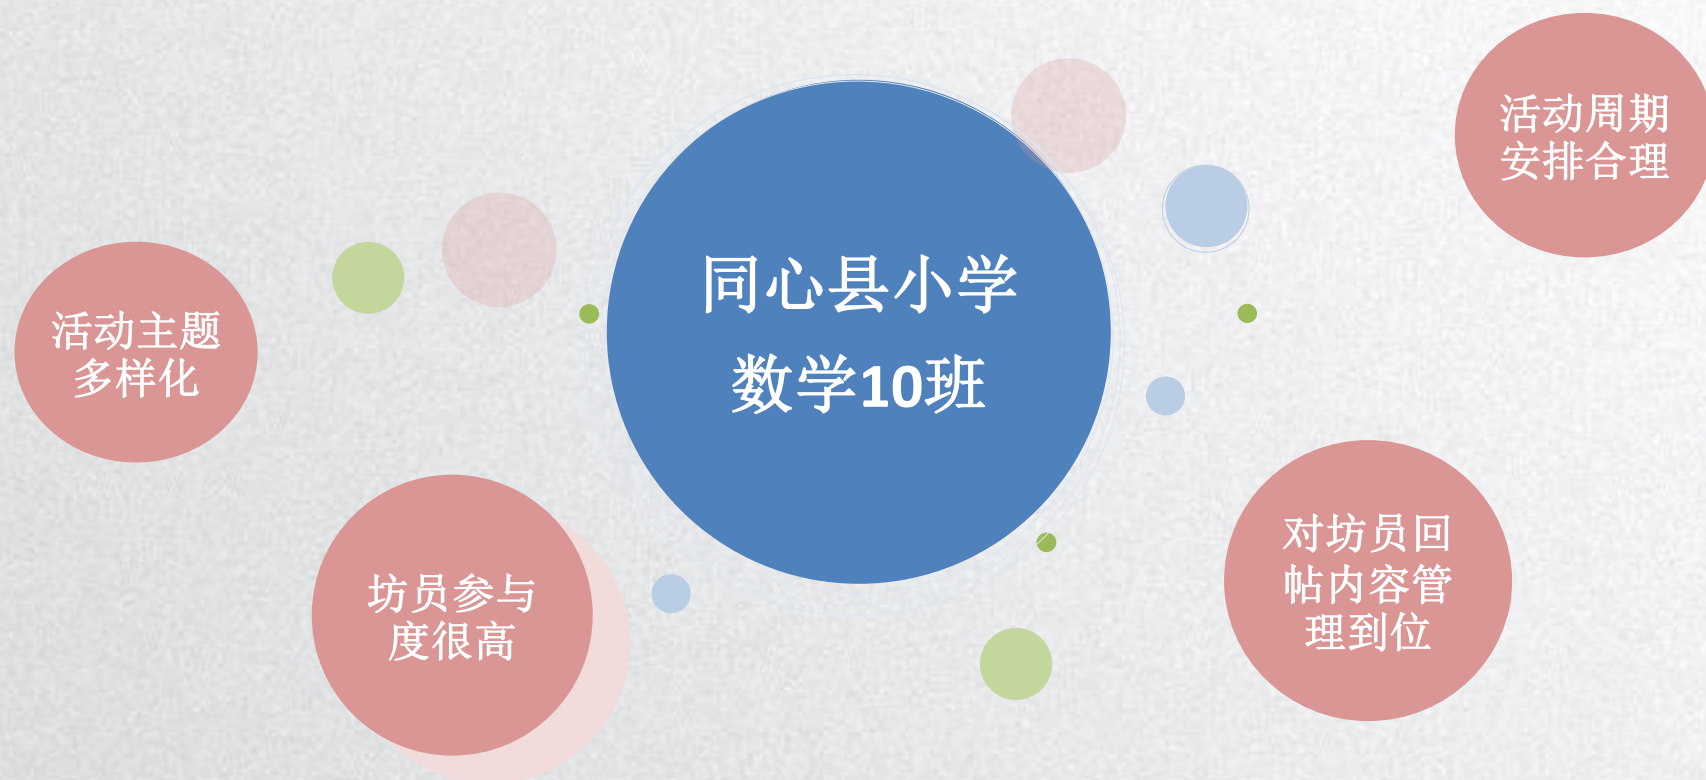 活动周期
安排合理
同心县小学
数学10班
活动主题
多样化
坊员参与
度很高
对坊员回
帖内容管
理到位